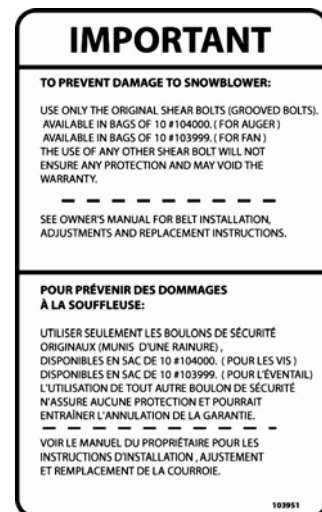 IMPORTANT
TO PREVENT DAMAGE TO SNOWBLOWER:
USE ONLY THE ORIGINAL SHEAR BOLTS (GROOVED BOLTS).
AVAILABLE IN BAGS OF 10 #104000. ( FOR AUGER )
AVAILABLE IN BAGS OF 10 #103999. ( FOR FAN )
THE USE OF ANY OTHER SHEAR BOLT WILL NOT
ENSURE ANY PROTECTION AND MAY VOID THE
WARRANTY.
SEE OWNER'S MANUAL FOR BELT INSTALLATION,
ADJUSTMENTS AND REPLACEMENT INSTRUCTIONS.
POUR PRÉVENIR DES DOMMAGES
À LA SOUFFLEUSE:
UTILISER SEULEMENT LES BOULONS DE SÉCURITÉ
ORIGINAUX (MUNIS D'UNE RAINURE) ,
DISPONIBLES EN SAC DE 10 #104000. ( POUR LES VIS )
DISPONIBLES EN SAC DE 10 #103999. ( POUR L'ÉVENTAIL)
L'UTILISATION DE TOUT AUTRE BOULON DE SÉCURITÉ
N'ASSURE AUCUNE PROTECTION ET POURRAIT
ENTRAÎNER L'ANNULATION DE LA GARANTIE.
VOIR LE MANUEL DU PROPRIÉTAIRE POUR LES
INSTRUCTIONS D'INSTALLATION , AJUSTEMENT
ET REMPLACEMENT DE LA COURROIE.
103951